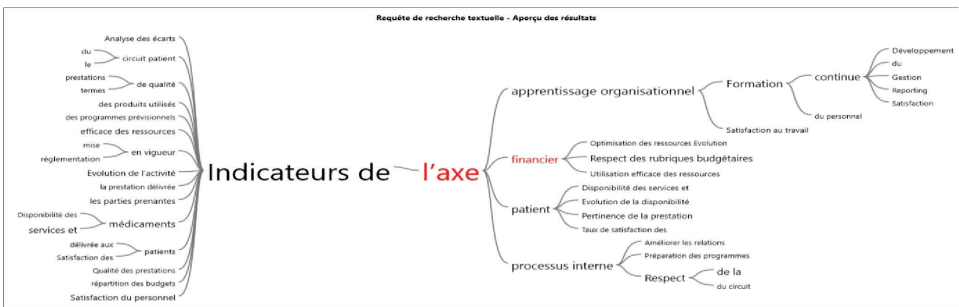 Requête de recherche textuelle - Aperçu des résultats
Analyse des écarts
du
le
circuit patient
prestations
termes
de qualité
des produits utilisés
des programmes prévisionnels
efficace des ressources
mise
réglementation
en vigueur
Evolution de l'activité
la prestation délivrée
les parties prenantes
Disponibilité des
services et
médicaments
délivrée aux
Satisfaction des
patients
Qualité des prestations
répartition des budgets
Satisfaction du personnel
Indicateurs de
l'axe
apprentissage organisationnel
Formation
continue
Développement
du
Gestion
Reporting
Satisfaction
du personnel
Satisfaction au travail
financier
Optimisation des ressources Evolution
Respect des rubriques budgétaires
Utilisation efficace des ressources
patient
Disponibilité des services et
Evolution de la disponibilité
Pertinence de la prestation
Taux de satisfaction des
processus interne
Améliorer les relations
Préparation des programmes
Respect
de la
du circuit